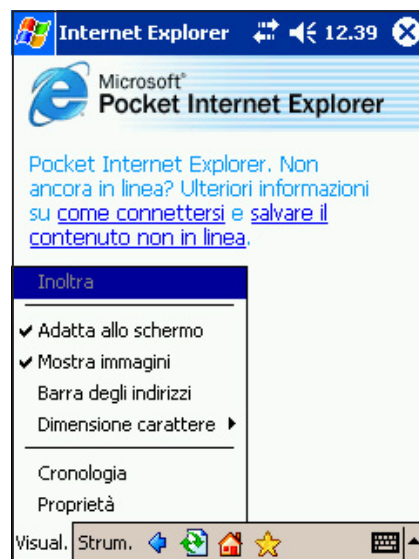 Internet Explorer 12.39
Microsoft®
Pocket Internet Explorer
Pocket Internet Explorer. Non
ancora in linea? Ulteriori informazioni
su come connettersi e salvare il
contenuto non in linea.
Inoltra
Adatta allo schermo
Mostra immagini
Barra degli indirizzi
Dimensione carattere
Cronologia
Proprietà
Visual. Strum.